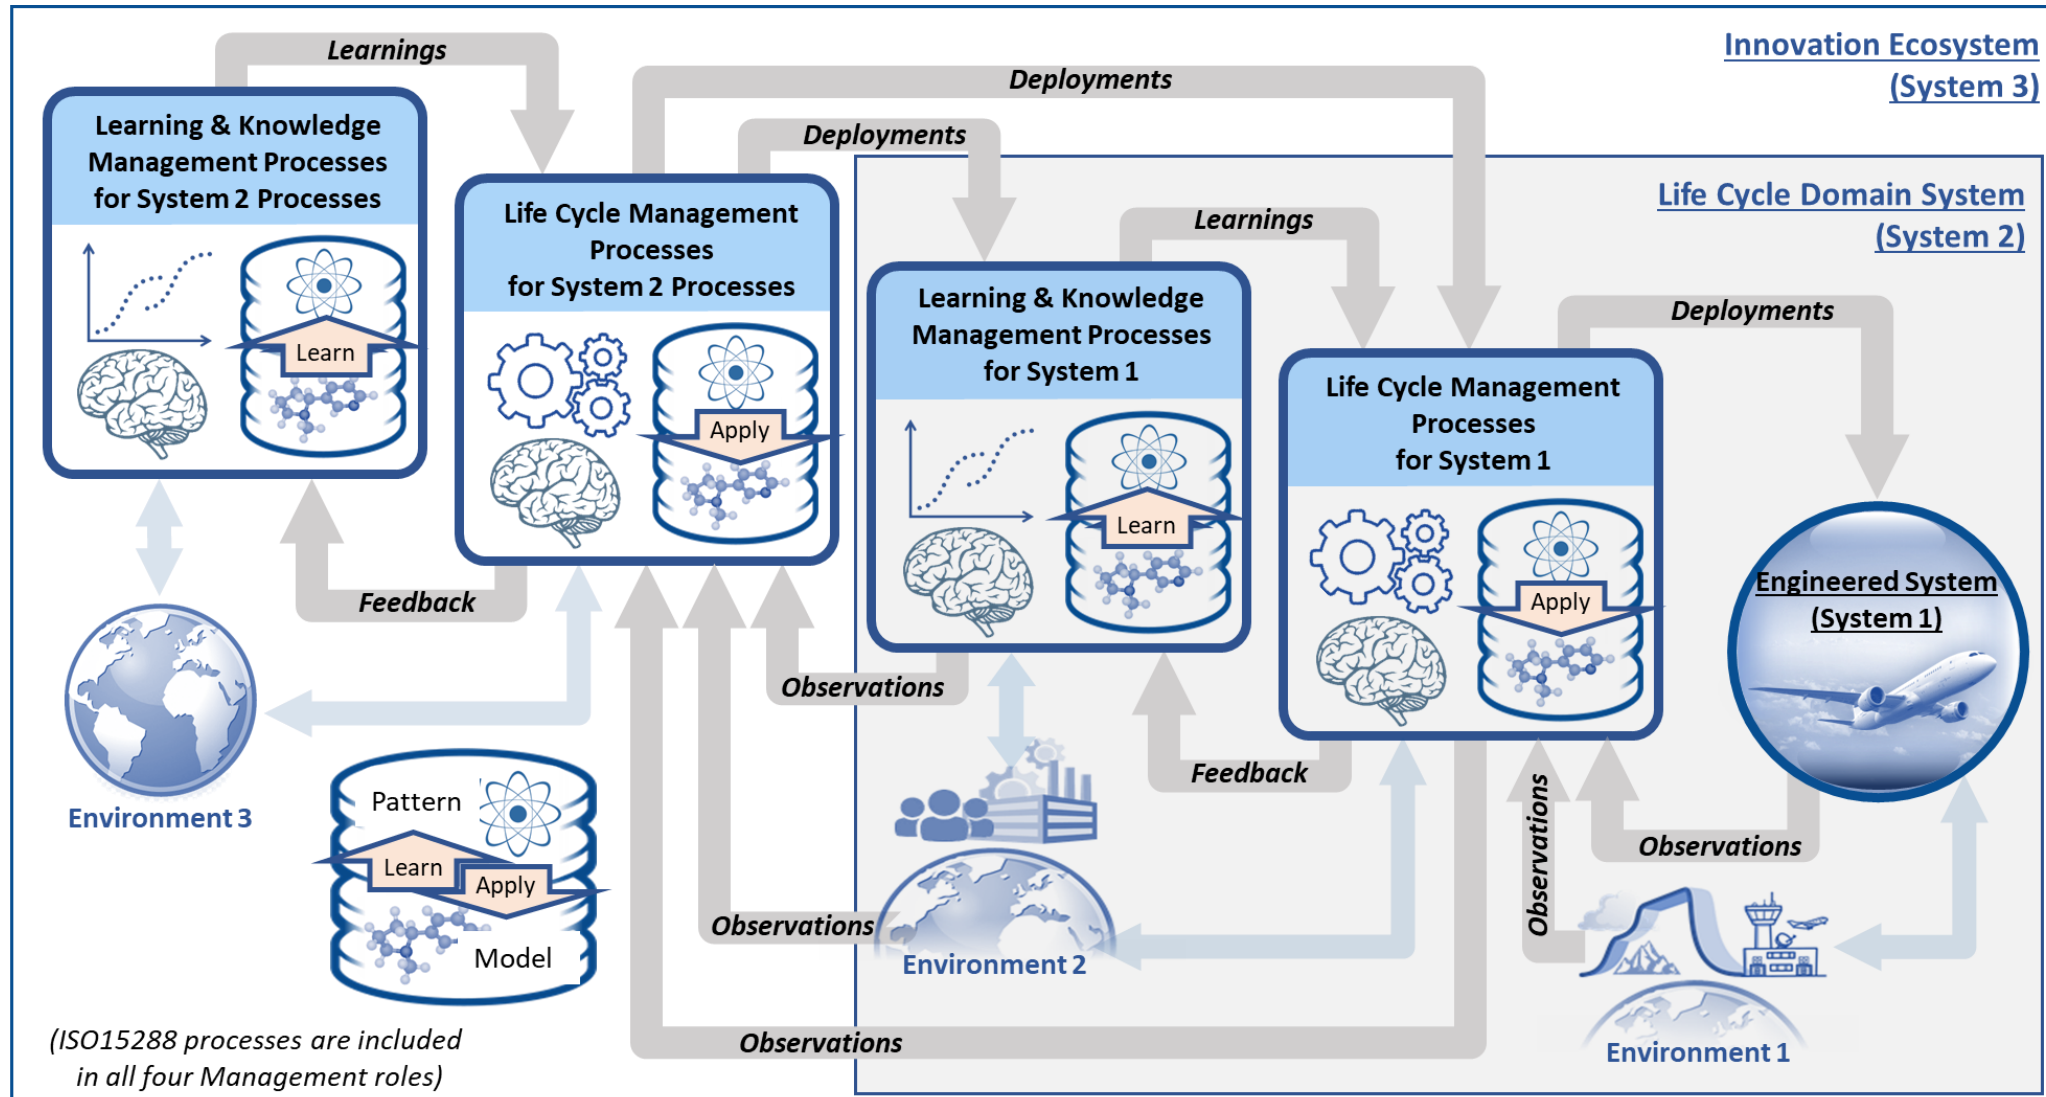 Innovation Ecosystem
(System 3)
Learnings
Deployments
Deployments
Learning & Knowledge
Management Processes
for System 2 Processes
Learn
Life Cycle Management
Processes
for System 2 Processes
Apply
Life Cycle Domain System
(System 2)
Learnings
Deployments
Learning & Knowledge
Management Processes
for System 1
Learn
Life Cycle Management
Processes
for System 1
Apply
Engineered System
(System 1)
Feedback
Observations
Feedback
Observations
Observations
Environment 3
Pattern
Learn
Apply
Model
Observations
Environment 2
Environment 1
Observations
(ISO15288 processes are included
in all four Management roles)